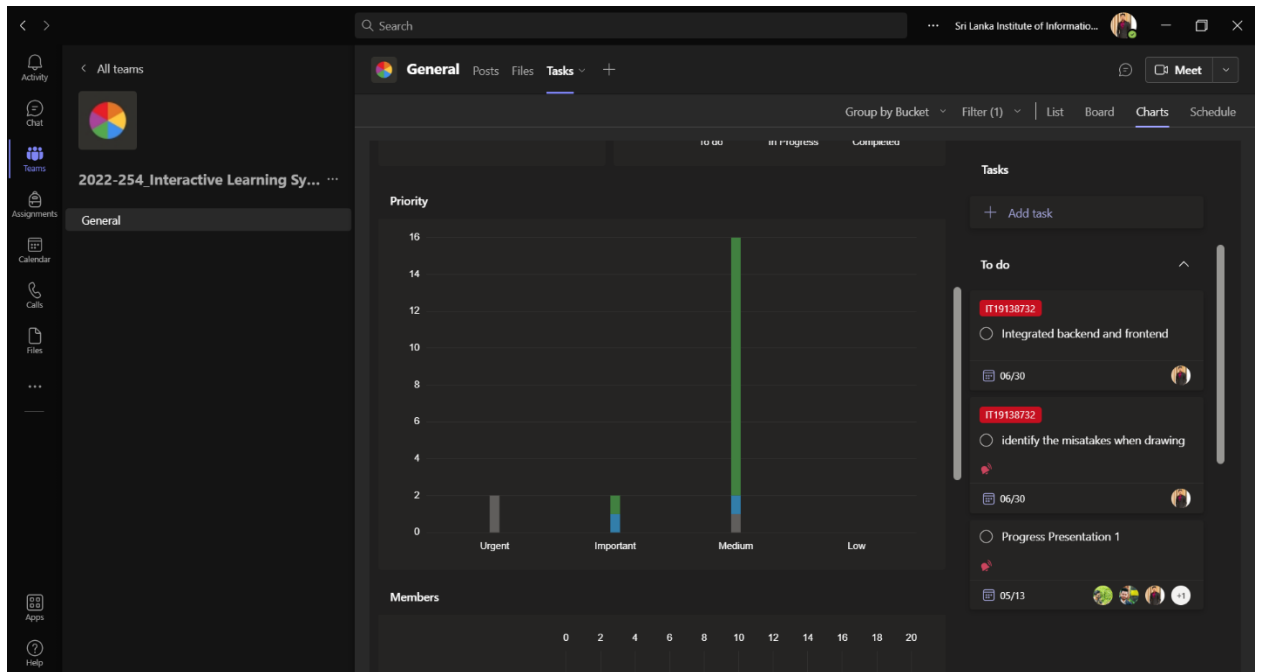 Search
Sri Lanka Institute of Informatio...
Activity
Chat
Teams
Assignments
Calendar
Calls
Files
Apps
Help
All teams
2022-254_Interactive Learning Sy...
General
General Posts Files Tasks
Meet
Group by Bucket Filter (1) List Board Charts Schedule
To do In Progress Completed
Priority
16
14
12
10
8
6
4
2
0
Urgent Important Medium Low
Members
0 2 4 6 8 10 12 14 16 18 20
Tasks
Add task
To do
IT19138732
Integrated backend and frontend
06/30
IT19138732
identify the misatakes when drawing
06/30
Progress Presentation 1
05/13
+1